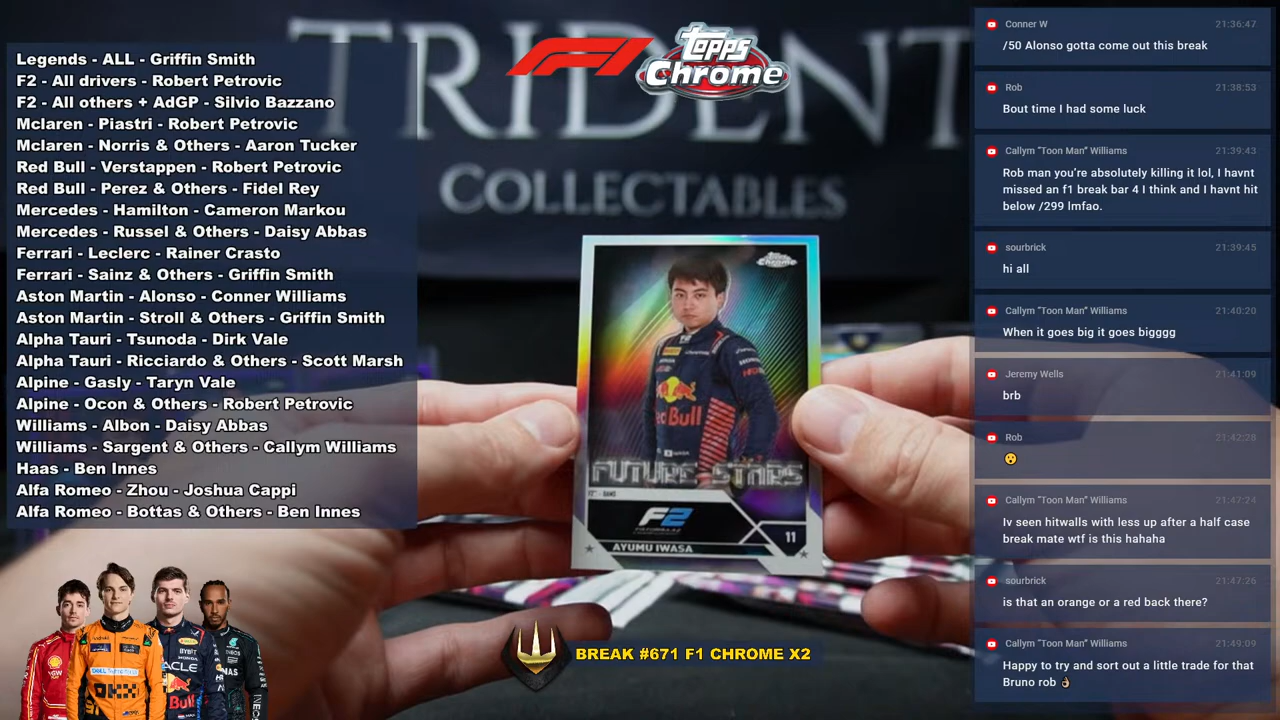 TRIDENT
COLLECTABLES
F1
Topps
Chrome
Legends - ALL - Griffin Smith
F2 - All drivers - Robert Petrovic
F2 - All others + AdGP - Silvio Bazzano
Mclaren - Piastri - Robert Petrovic
Mclaren - Norris & Others - Aaron Tucker
Red Bull - Verstappen - Robert Petrovic
Red Bull - Perez & Others - Fidel Rey
Mercedes - Hamilton - Cameron Markou
Mercedes - Russel & Others - Daisy Abbas
Ferrari - Leclerc - Rainer Crasto
Ferrari - Sainz & Others - Griffin Smith
Aston Martin - Alonso - Conner Williams
Aston Martin - Stroll & Others - Griffin Smith
Alpha Tauri - Tsunoda - Dirk Vale
Alpha Tauri - Ricciardo & Others - Scott Marsh
Alpine - Gasly - Taryn Vale
Alpine - Ocon & Others - Robert Petrovic
Williams - Albon - Daisy Abbas
Williams - Sargent & Others - Callym Williams
Haas - Ben Innes
Alfa Romeo - Zhou - Joshua Cappi
Alfa Romeo - Bottas & Others - Ben Innes
Topps
Chrome
Red Bull
FUTURE STARS
F2
11
AYUMU IWASA
BREAK #671 F1 CHROME X2
Conner W 21:36:47
/50 Alonso gotta come out this break
Rob 21:38:53
Bout time I had some luck
Callym "Toon Man" Williams 21:39:43
Rob man you're absolutely killing it lol, I havnt
missed an f1 break bar 4 I think and I havnt hit
below /299 lmfao.
sourbrick 21:39:45
hi all
Callym "Toon Man" Williams 21:40:20
When it goes big it goes bigggg
Jeremy Wells 21:41:09
brb
Rob 21:42:28
😮
Callym "Toon Man" Williams 21:47:24
Iv seen hitwalls with less up after a half case
break mate wtf is this hahaha
sourbrick 21:47:26
is that an orange or a red back there?
Callym "Toon Man" Williams 21:49:09
Happy to try and sort out a little trade for that
Bruno rob 👌🏼